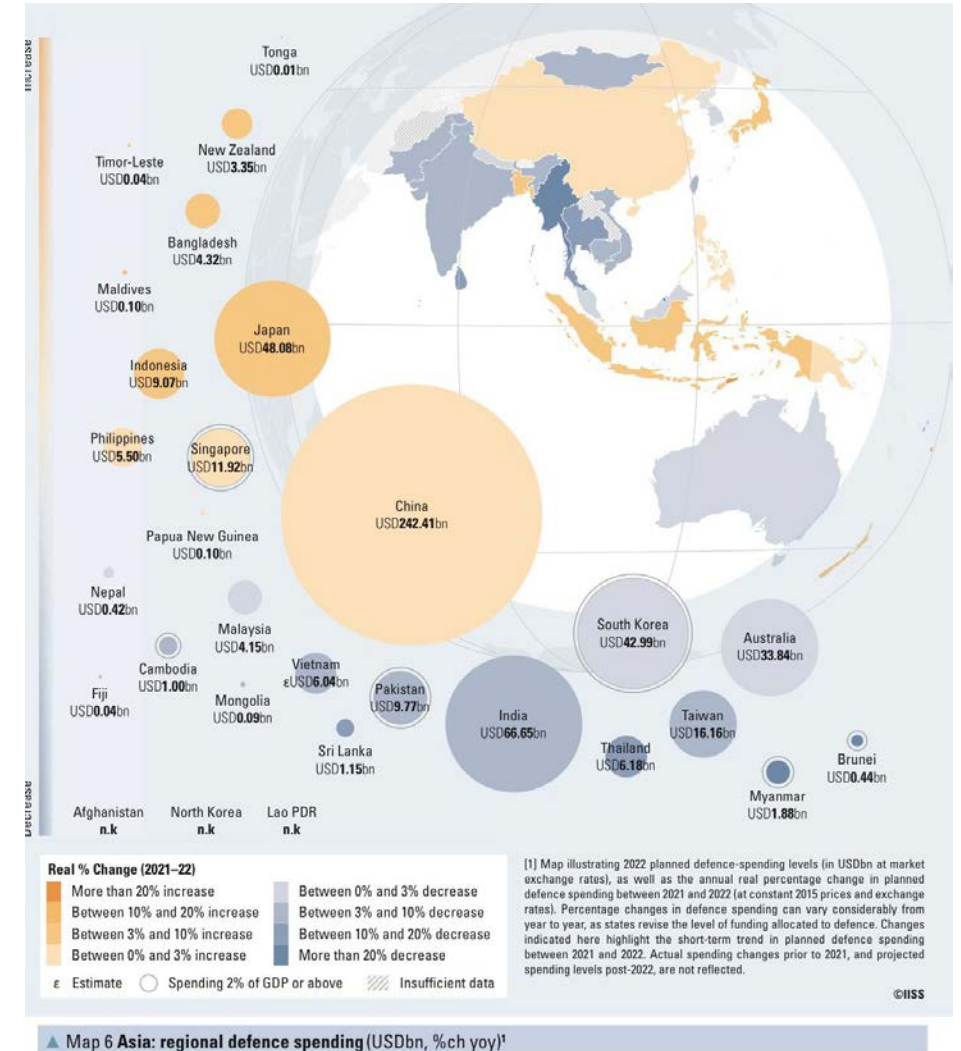 Increase
Tonga
USD0.01bn
New Zealand
USD3.35bn
Timor-Leste
USD0.04bn
Bangladesh
USD4.32bn
Maldives
USD0.10bn
Japan
USD48.08bn
Indonesia
USD9.07bn
Philippines
USD5.50bn
Singapore
USD11.92bn
China
USD242.41bn
Papua New Guinea
USD0.10bn
Nepal
USD0.42bn
Malaysia
USD4.15bn
South Korea
USD42.99bn
Australia
USD33.84bn
Cambodia
USD1.00bn
Vietnam
εUSD6.04bn
Fiji
USD0.04bn
Mongolia
USD0.09bn
Pakistan
USD9.77bn
India
USD66.65bn
Taiwan
USD16.16bn
Sri Lanka
USD1.15bn
Thailand
USD6.18bn
Brunei
USD0.44bn
Myanmar
USD1.88bn
Decrease
Afghanistan
n.k
North Korea
n.k
Lao PDR
n.k
Real % Change (2021–22)
More than 20% increase
Between 10% and 20% increase
Between 3% and 10% increase
Between 0% and 3% increase
Between 0% and 3% decrease
Between 3% and 10% decrease
Between 10% and 20% decrease
More than 20% decrease
ε Estimate Spending 2% of GDP or above Insufficient data
[1] Map illustrating 2022 planned defence-spending levels (in USDbn at market
exchange rates), as well as the annual real percentage change in planned
defence spending between 2021 and 2022 (at constant 2015 prices and exchange
rates). Percentage changes in defence spending can vary considerably from
year to year, as states revise the level of funding allocated to defence. Changes
indicated here highlight the short-term trend in planned defence spending
between 2021 and 2022. Actual spending changes prior to 2021, and projected
spending levels post-2022, are not reflected.
©IISS
▲ Map 6 Asia: regional defence spending (USDbn, %ch yoy)¹